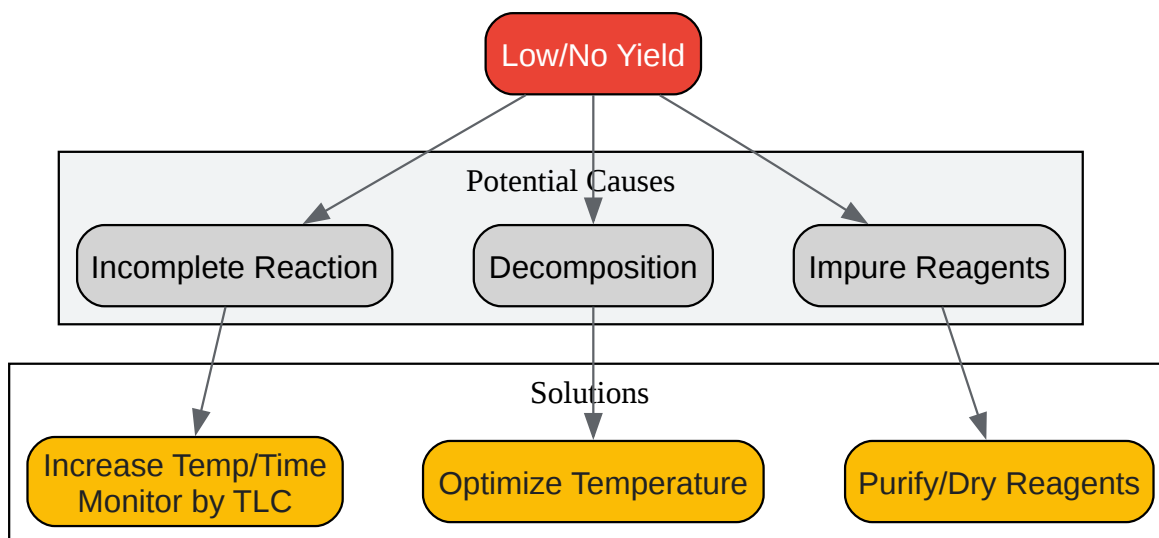 Low/No Yield
Potential Causes
Incomplete Reaction
Decomposition
Impure Reagents
Solutions
Increase Temp/Time
Monitor by TLC
Optimize Temperature
Purify/Dry Reagents